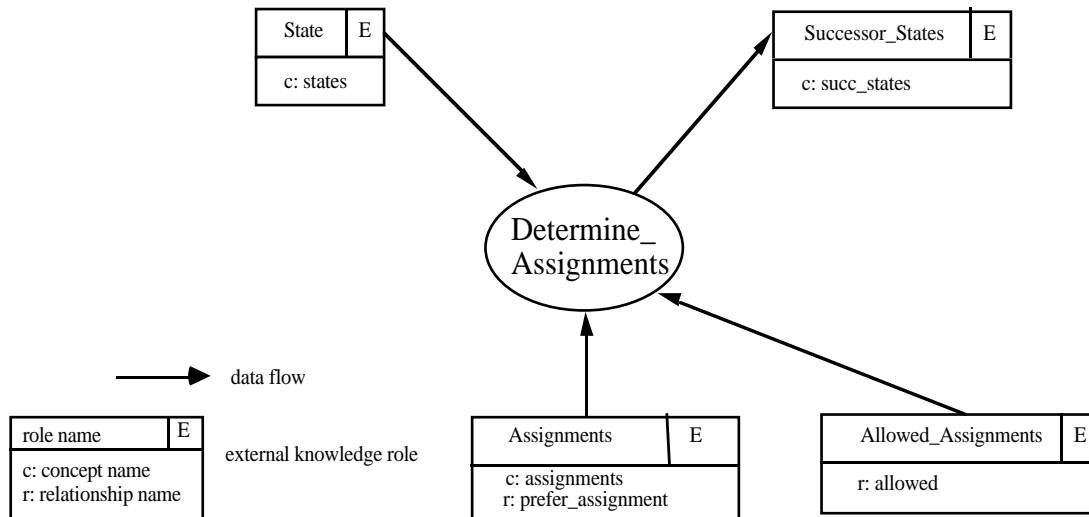 State E
c: states
Successor_States E
c: succ_states
Determine_
Assignments
data flow
role name E
c: concept name
r: relationship name
external knowledge role
Assignments E
c: assignments
r: prefer_assignment
Allowed_Assignments E
r: allowed